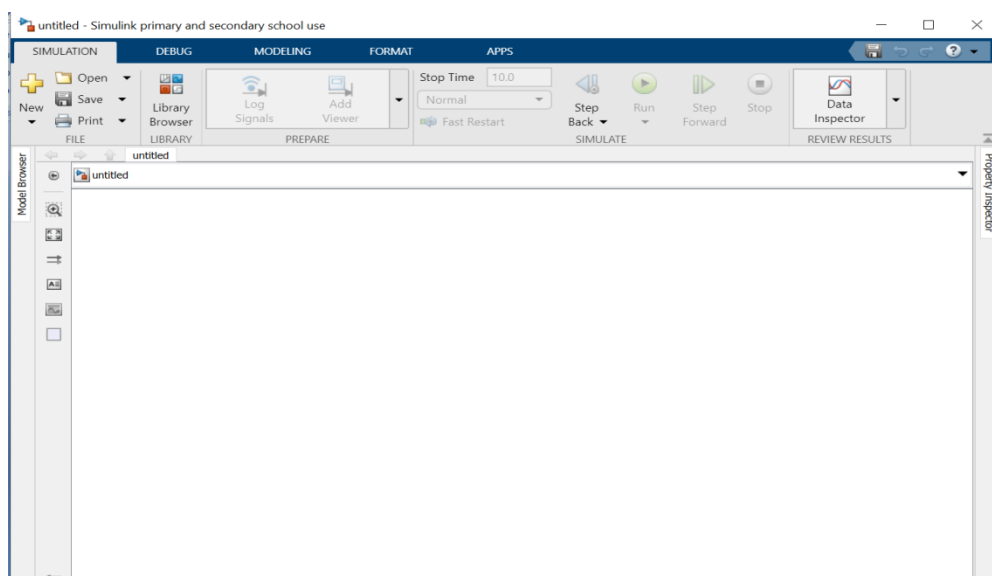 untitled - Simulink primary and secondary school use
SIMULATION DEBUG MODELING FORMAT APPS
New
Open
Save
Print
FILE
Library
Browser
LIBRARY
Log
Signals
Add
Viewer
PREPARE
Stop Time 10.0
Normal
Fast Restart
Step
Back
Run
Step
Forward
Stop
SIMULATE
Data
Inspector
REVIEW RESULTS
Model Browser
untitled
untitled
Property Inspector